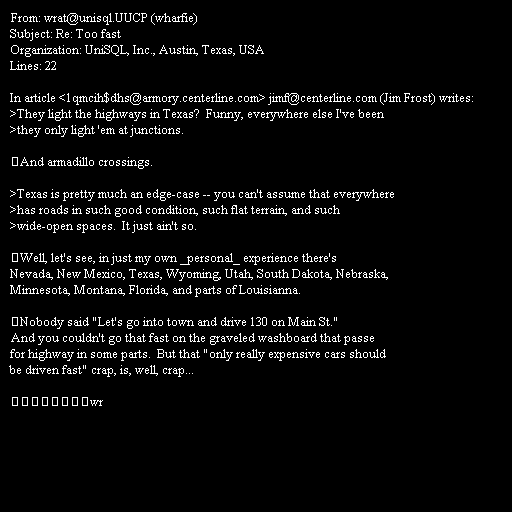 From: wrat@unisql.UUCP (wharfie)
Subject: Re: Too fast
Organization: UniSQL, Inc., Austin, Texas, USA
Lines: 22

In article <1qmcih$dhs@armory.centerline.com> jimf@centerline.com (Jim Frost) writes:
>They light the highways in Texas?  Funny, everywhere else I've been
>they only light 'em at junctions.

▯And armadillo crossings.

>Texas is pretty much an edge-case -- you can't assume that everywhere
>has roads in such good condition, such flat terrain, and such
>wide-open spaces.  It just ain't so.

▯Well, let's see, in just my own _personal_ experience there's
Nevada, New Mexico, Texas, Wyoming, Utah, South Dakota, Nebraska,
Minnesota, Montana, Florida, and parts of Louisianna.

▯Nobody said "Let's go into town and drive 130 on Main St."
And you couldn't go that fast on the graveled washboard that passe
for highway in some parts.  But that "only really expensive cars should
be driven fast" crap, is, well, crap...

▯▯▯▯▯▯▯▯wr